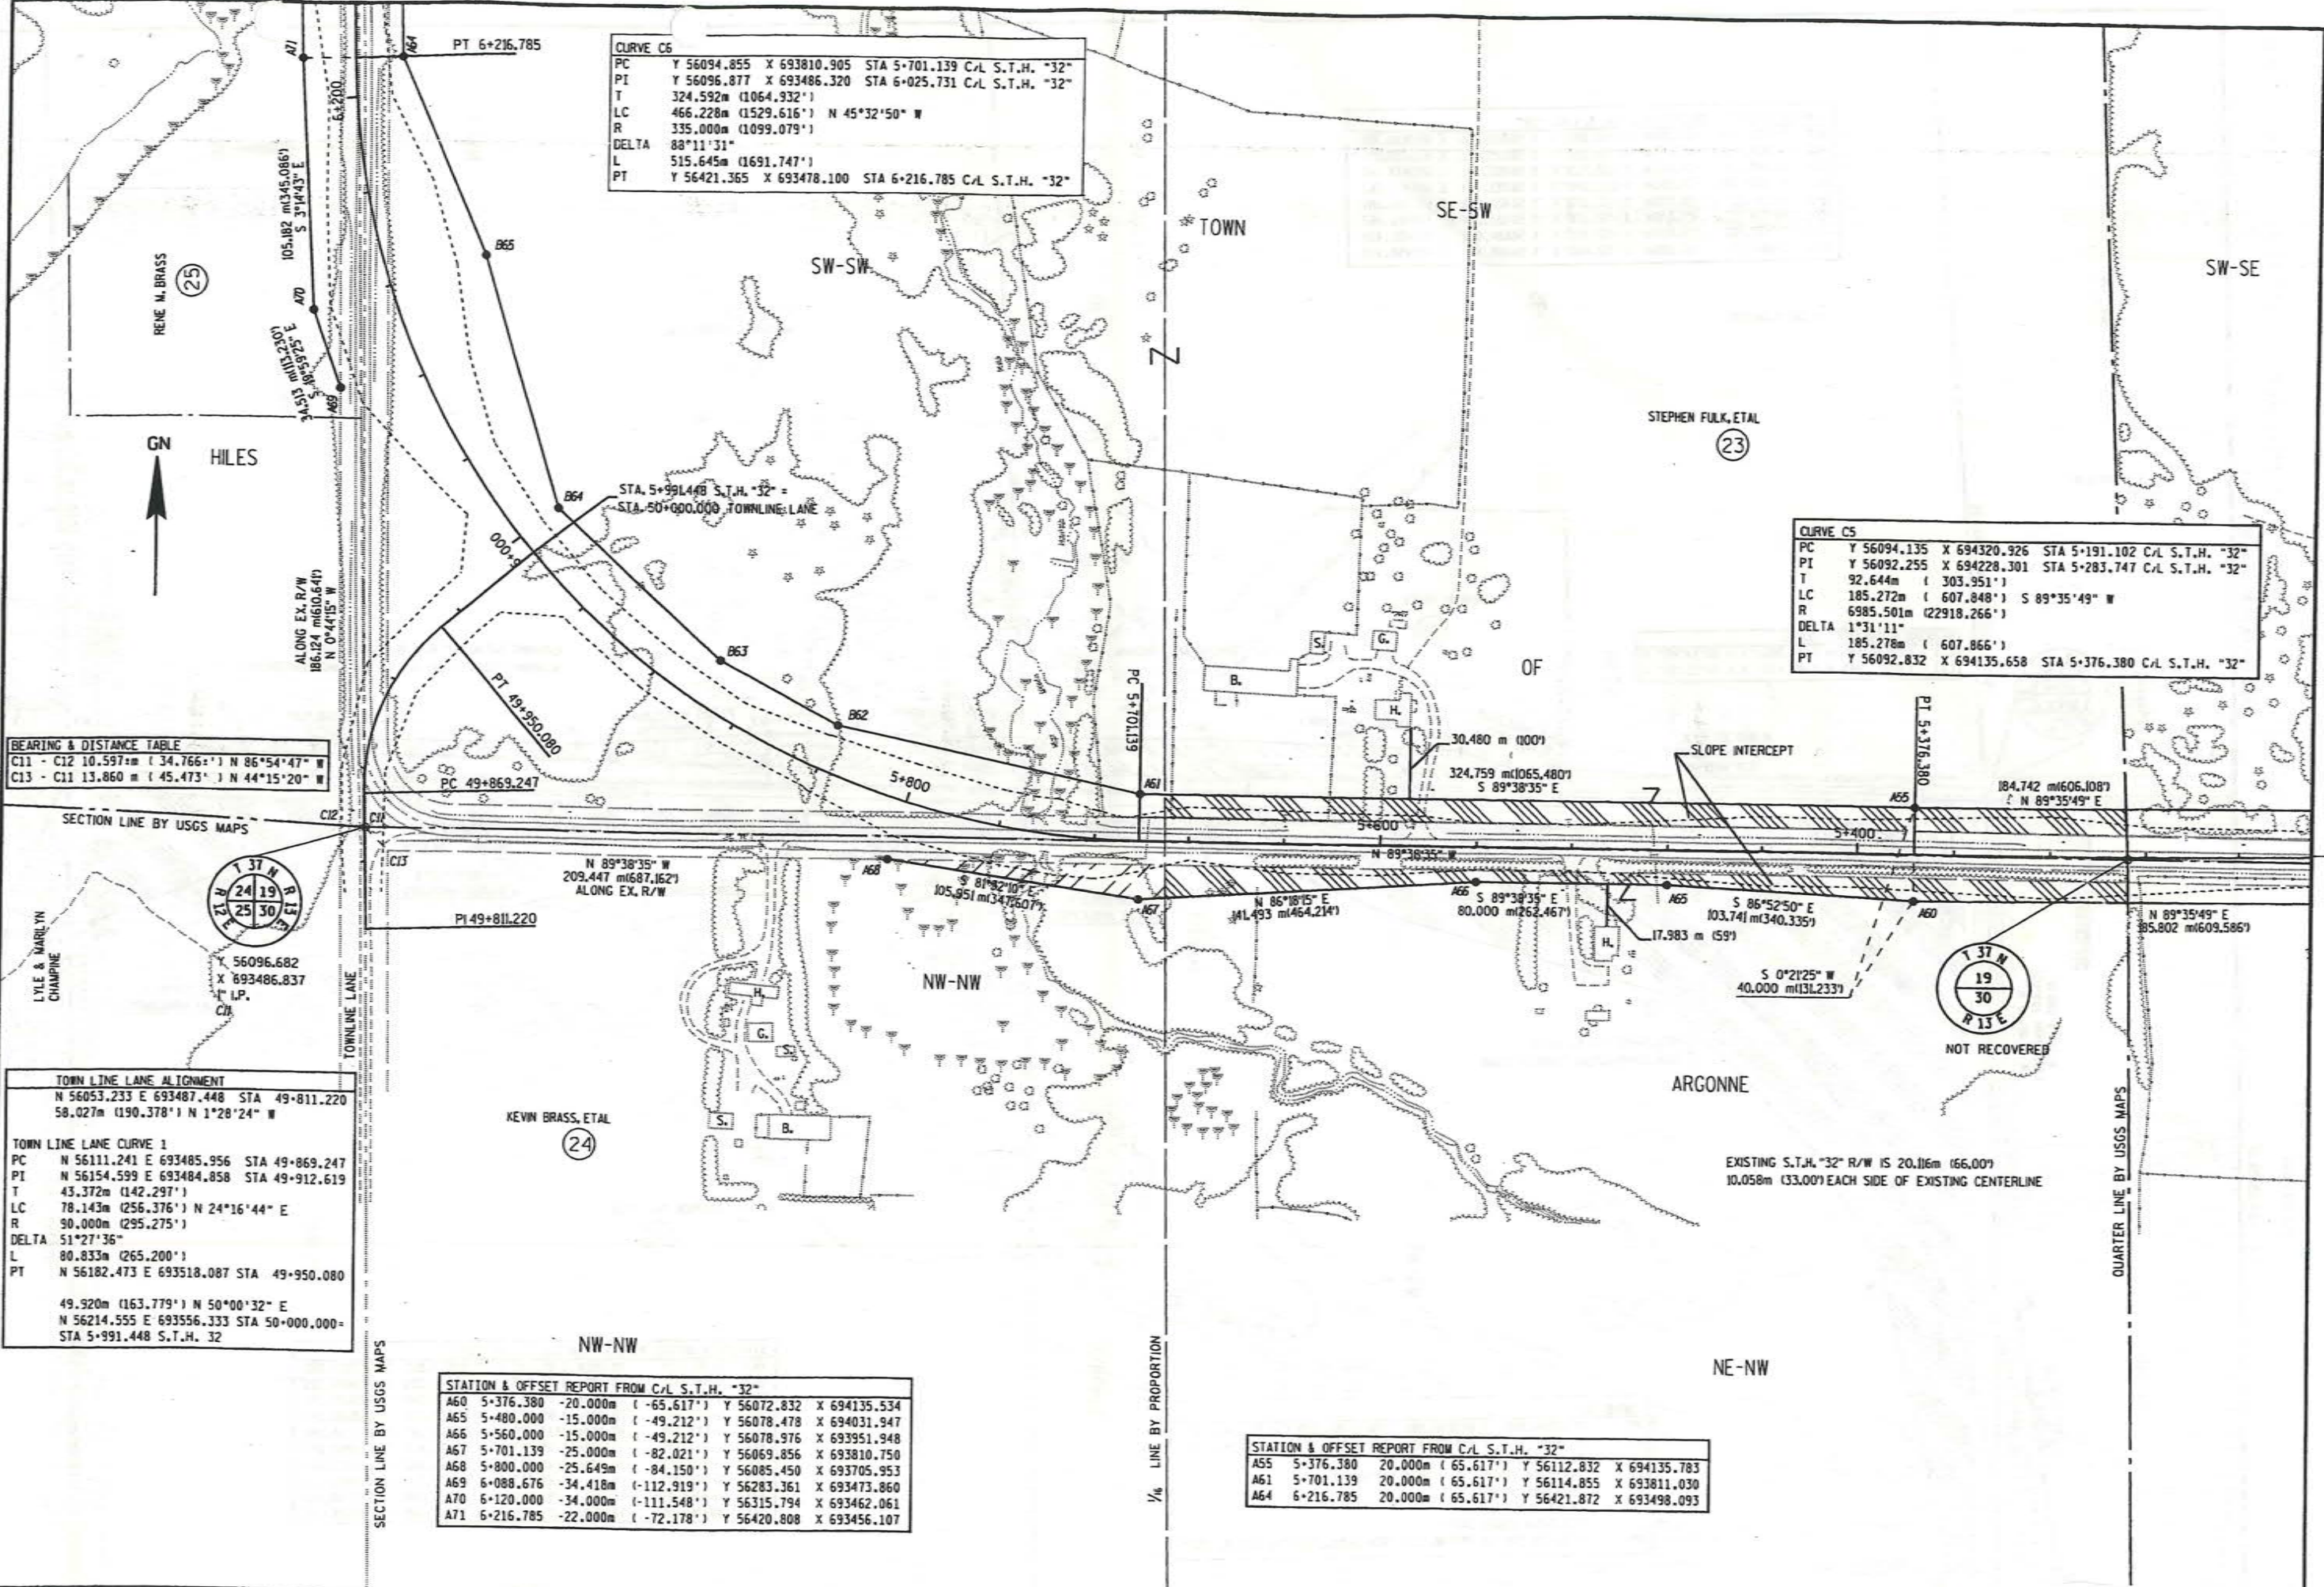 PT 6+216.785
A71
A64
6+200
CURVE C6
PC Y 56094.855 X 693810.905 STA 5+701.139 C/L S.T.H. "32"
PI Y 56096.877 X 693486.320 STA 6+025.731 C/L S.T.H. "32"
T 324.592m (1064.932')
LC 466.228m (1529.616') N 45°32'50" W
R 335.000m (1099.079')
DELTA 88°11'31"
L 515.645m (1691.747')
PT Y 56421.365 X 693478.100 STA 6+216.785 C/L S.T.H. "32"
105.182 m(345.086')
S 3°14'43" E
RENE M. BRASS
25
A70
34.513 m(113.230')
S 19°59'25" E
A69
B65
SW-SW
TOWN
SE-SW
SW-SE
STEPHEN FULK, ETAL
23
GN
HILES
B64
STA. 5+991.448 S.T.H. "32" =
STA. 50+000.000 TOWNLINE LANE
6+000
ALONG EX. R/W
186.124 m(610.641')
N 0°44'15" W
B63
PT 49+950.080
B62
CURVE C5
PC Y 56094.135 X 694320.926 STA 5+191.102 C/L S.T.H. "32"
PI Y 56092.255 X 694228.301 STA 5+283.747 C/L S.T.H. "32"
T 92.644m ( 303.951')
LC 185.272m ( 607.848') S 89°35'49" W
R 6985.501m (22918.266')
DELTA 1°31'11"
L 185.278m ( 607.866')
PT Y 56092.832 X 694135.658 STA 5+376.380 C/L S.T.H. "32"
S.
G.
B.
H.
OF
PC 5+701.139
PT 5+376.380
BEARING & DISTANCE TABLE
C11 - C12 10.597±m ( 34.766±') N 86°54'47" W
C13 - C11 13.860 m ( 45.473' ) N 44°15'20" W
PC 49+869.247
5+800
A61
30.480 m (100')
324.759 m(1065.480')
S 89°38'35" E
SLOPE INTERCEPT
A55
184.742 m(606.108')
N 89°35'49" E
SECTION LINE BY USGS MAPS
C12
C11
C13
5+600
5+400
N 89°38'35" W
N 89°38'35" W
209.447 m(687.162')
ALONG EX. R/W
A68
S 81°32'10" E
105.951 m(347.607')
A67
N 86°18'15" E
141.493 m(464.214')
A66
S 89°38'35" E
80.000 m(262.467')
A65
S 86°52'50" E
103.741 m(340.335')
A60
N 89°35'49" E
185.802 m(609.586')
17.983 m (59')
H.
T 37 N
R 13 E
R 12 E
24 19
25 30
PI 49+811.220
LYLE & MARILYN
CHAMPINE
Y 56096.682
X 693486.837
1" I.P.
C11
TOWNLINE LANE
H.
G.
S.
NW-NW
S 0°21'25" W
40.000 m(131.233')
T 37 N
19
30
R 13 E
NOT RECOVERED
ARGONNE
TOWN LINE LANE ALIGNMENT
N 56053.233 E 693487.448 STA 49+811.220
58.027m (190.378') N 1°28'24" W
TOWN LINE LANE CURVE 1
PC N 56111.241 E 693485.956 STA 49+869.247
PI N 56154.599 E 693484.858 STA 49+912.619
T 43.372m (142.297')
LC 78.143m (256.376') N 24°16'44" E
R 90.000m (295.275')
DELTA 51°27'36"
L 80.833m (265.200')
PT N 56182.473 E 693518.087 STA 49+950.080
49.920m (163.779') N 50°00'32" E
N 56214.555 E 693556.333 STA 50+000.000=
STA 5+991.448 S.T.H. 32
KEVIN BRASS, ETAL
24
S.
B.
EXISTING S.T.H. "32" R/W IS 20.116m (66.00')
10.058m (33.00') EACH SIDE OF EXISTING CENTERLINE
QUARTER LINE BY USGS MAPS
SECTION LINE BY USGS MAPS
NW-NW
1/16 LINE BY PROPORTION
NE-NW
STATION & OFFSET REPORT FROM C/L S.T.H. "32"
A60 5+376.380 -20.000m ( -65.617') Y 56072.832 X 694135.534
A65 5+480.000 -15.000m ( -49.212') Y 56078.478 X 694031.947
A66 5+560.000 -15.000m ( -49.212') Y 56078.976 X 693951.948
A67 5+701.139 -25.000m ( -82.021') Y 56069.856 X 693810.750
A68 5+800.000 -25.649m ( -84.150') Y 56085.450 X 693705.953
A69 6+088.676 -34.418m (-112.919') Y 56283.361 X 693473.860
A70 6+120.000 -34.000m (-111.548') Y 56315.794 X 693462.061
A71 6+216.785 -22.000m ( -72.178') Y 56420.808 X 693456.107
STATION & OFFSET REPORT FROM C/L S.T.H. "32"
A55 5+376.380 20.000m ( 65.617') Y 56112.832 X 694135.783
A61 5+701.139 20.000m ( 65.617') Y 56114.855 X 693811.030
A64 6+216.785 20.000m ( 65.617') Y 56421.872 X 693498.093